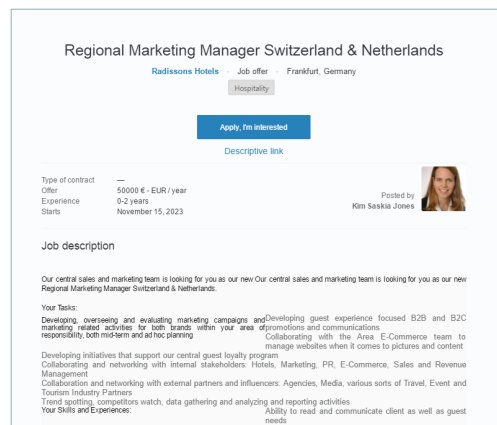 Regional Marketing Manager Switzerland & Netherlands
Radissons Hotels · Job offer · Frankfurt, Germany
Hospitality
Apply, I'm interested
Descriptive link
Type of contract —
Offer 50000 € - EUR / year
Experience 0-2 years
Starts November 15, 2023
Posted by
Kim Saskia Jones
Job description
Our central sales and marketing team is looking for you as our new Our central sales and marketing team is looking for you as our new
Regional Marketing Manager Switzerland & Netherlands.
Your Tasks:
Developing, overseeing and evaluating marketing campaigns and
marketing related activities for both brands within your area of
responsibility, both mid-term and ad hoc planning
Developing guest experience focused B2B and B2C
promotions and communications
Collaborating with the Area E-Commerce team to
manage websites when it comes to pictures and content
Developing initiatives that support our central guest loyalty program
Collaborating and networking with internal stakeholders: Hotels, Marketing, PR, E-Commerce, Sales and Revenue
Management
Collaboration and networking with external partners and influencers: Agencies, Media, various sorts of Travel, Event and
Tourism Industry Partners
Trend spotting, competitors watch, data gathering and analyzing and reporting activities
Your Skills and Experiences:
Ability to read and communicate client as well as guest
needs